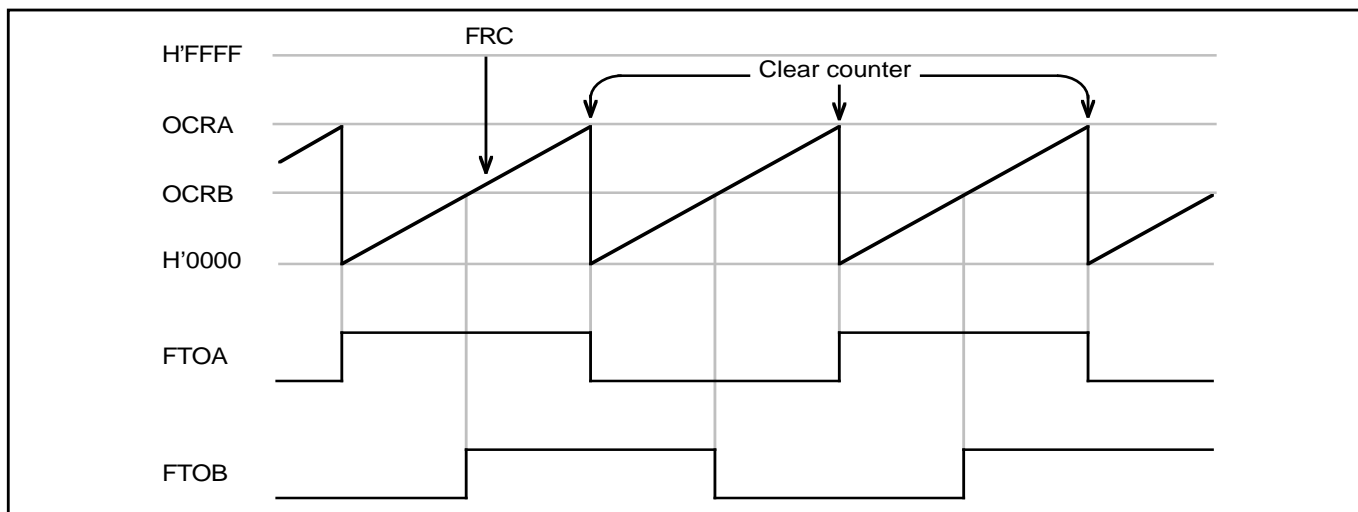 FRC
H'FFFF
Clear counter
OCRA
OCRB
H'0000
FTOA
FTOB